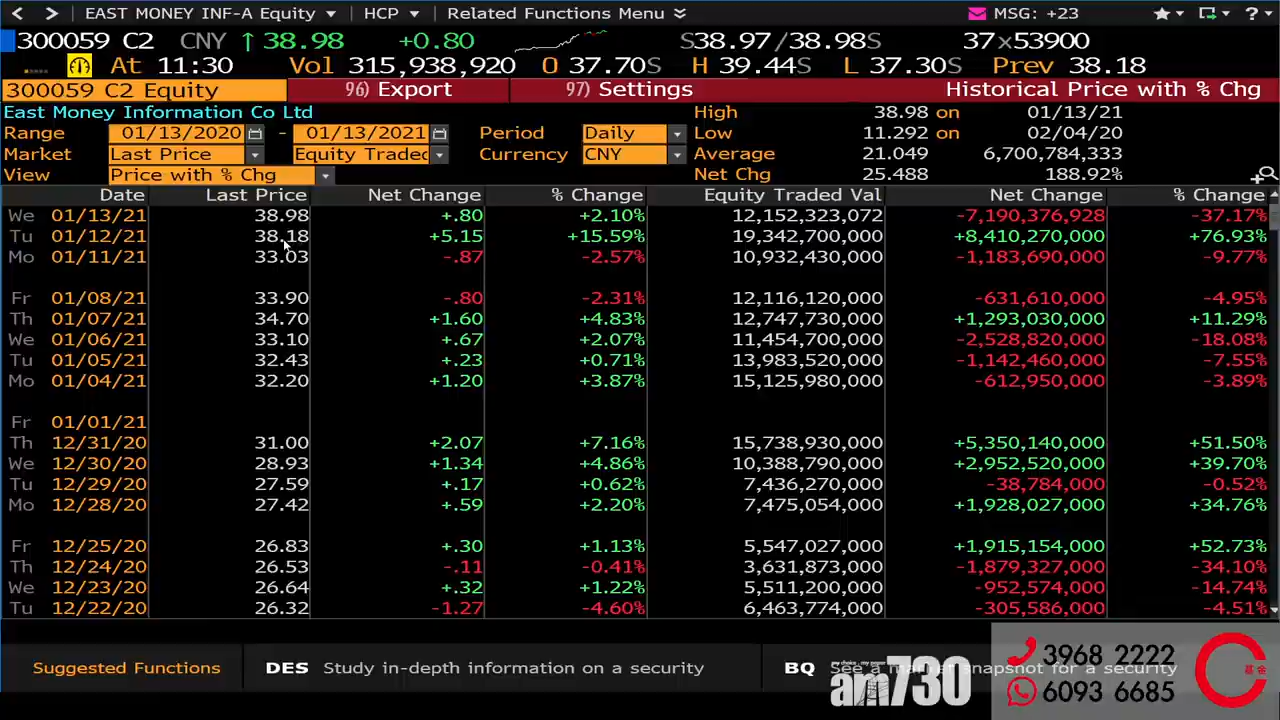 < > EAST MONEY INF-A Equity HCP Related Functions Menu MSG: +23 ?
300059 C2 CNY ↑ 38.98 +0.80 S38.97/38.98S 37×53900
At 11:30 Vol 315,938,920 O 37.70S H 39.44S L 37.30S Prev 38.18
300059 C2 Equity 96) Export 97) Settings Historical Price with % Chg
East Money Information Co Ltd High 38.98 on 01/13/21
Range 01/13/2020 - 01/13/2021 Period Daily Low 11.292 on 02/04/20
Market Last Price Equity Traded Currency CNY Average 21.049 6,700,784,333
View Price with % Chg Net Chg 25.488 188.92%
Date Last Price Net Change % Change Equity Traded Val Net Change % Change
We 01/13/21 38.98 +.80 +2.10% 12,152,323,072 -7,190,376,928 -37.17%
Tu 01/12/21 38.18 +5.15 +15.59% 19,342,700,000 +8,410,270,000 +76.93%
Mo 01/11/21 33.03 -.87 -2.57% 10,932,430,000 -1,183,690,000 -9.77%
Fr 01/08/21 33.90 -.80 -2.31% 12,116,120,000 -631,610,000 -4.95%
Th 01/07/21 34.70 +1.60 +4.83% 12,747,730,000 +1,293,030,000 +11.29%
We 01/06/21 33.10 +.67 +2.07% 11,454,700,000 -2,528,820,000 -18.08%
Tu 01/05/21 32.43 +.23 +0.71% 13,983,520,000 -1,142,460,000 -7.55%
Mo 01/04/21 32.20 +1.20 +3.87% 15,125,980,000 -612,950,000 -3.89%
Fr 01/01/21
Th 12/31/20 31.00 +2.07 +7.16% 15,738,930,000 +5,350,140,000 +51.50%
We 12/30/20 28.93 +1.34 +4.86% 10,388,790,000 +2,952,520,000 +39.70%
Tu 12/29/20 27.59 +.17 +0.62% 7,436,270,000 -38,784,000 -0.52%
Mo 12/28/20 27.42 +.59 +2.20% 7,475,054,000 +1,928,027,000 +34.76%
Fr 12/25/20 26.83 +.30 +1.13% 5,547,027,000 +1,915,154,000 +52.73%
Th 12/24/20 26.53 -.11 -0.41% 3,631,873,000 -1,879,327,000 -34.10%
We 12/23/20 26.64 +.32 +1.22% 5,511,200,000 -952,574,000 -14.74%
Tu 12/22/20 26.32 -1.27 -4.60% 6,463,774,000 -305,586,000 -4.51%
Suggested Functions DES Study in-depth information on a security BQ See a market snapshot for a security
am730
3968 2222
6093 6685
基金